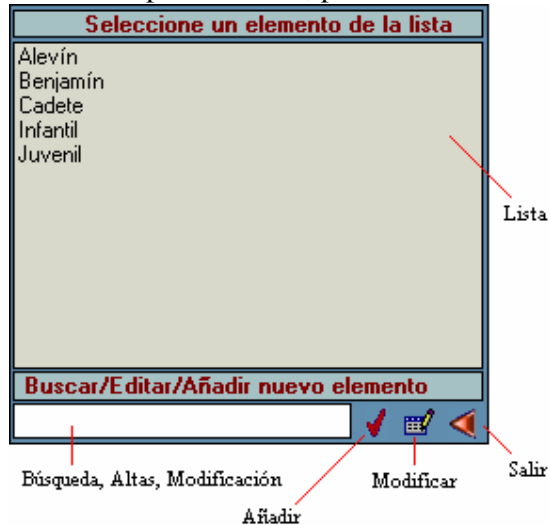 Seleccione un elemento de la lista
Alevín
Benjamín
Cadete
Infantil
Juvenil
Lista
Buscar/Editar/Añadir nuevo elemento
Búsqueda, Altas, Modificación
Modificar
Salir
Añadir